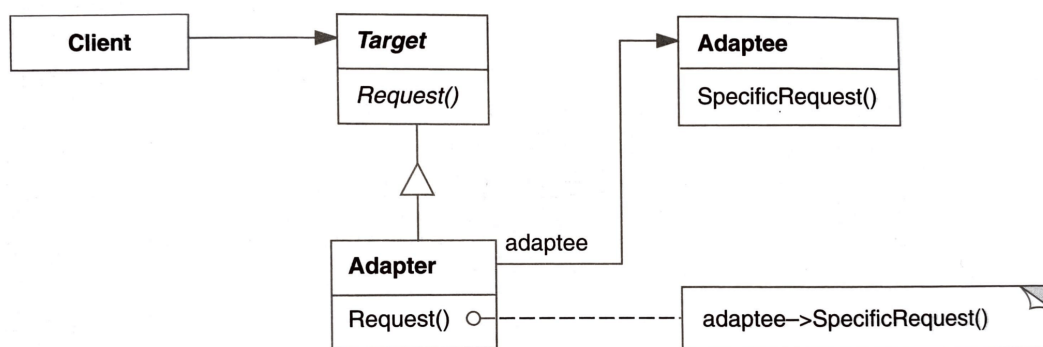 Client
Target
Adaptee
Request()
SpecificRequest()
adaptee
Adapter
Request()
adaptee–>SpecificRequest()